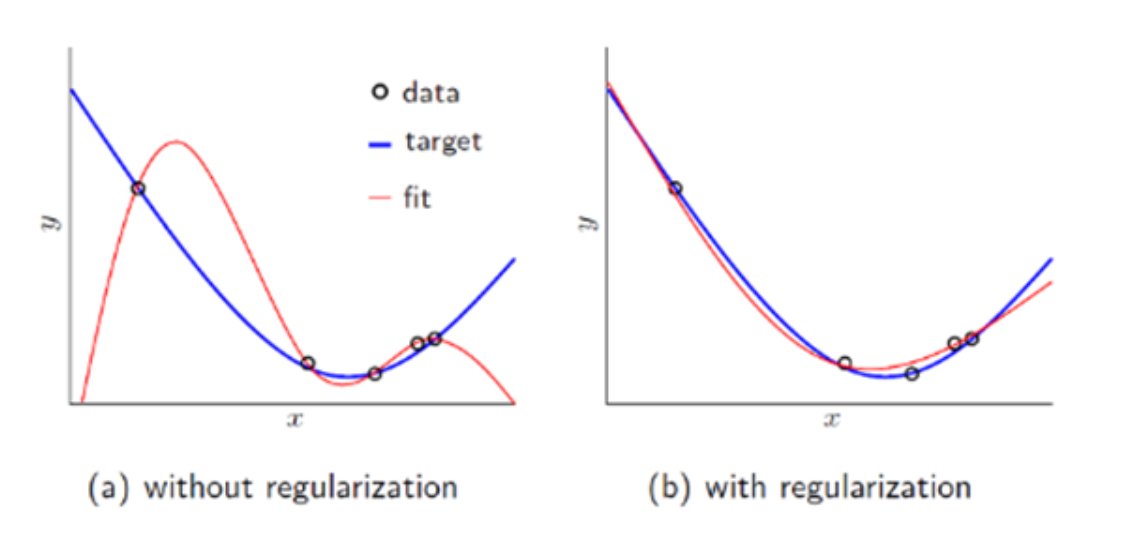 data
target
fit
y
x
(a) without regularization
y
x
(b) with regularization